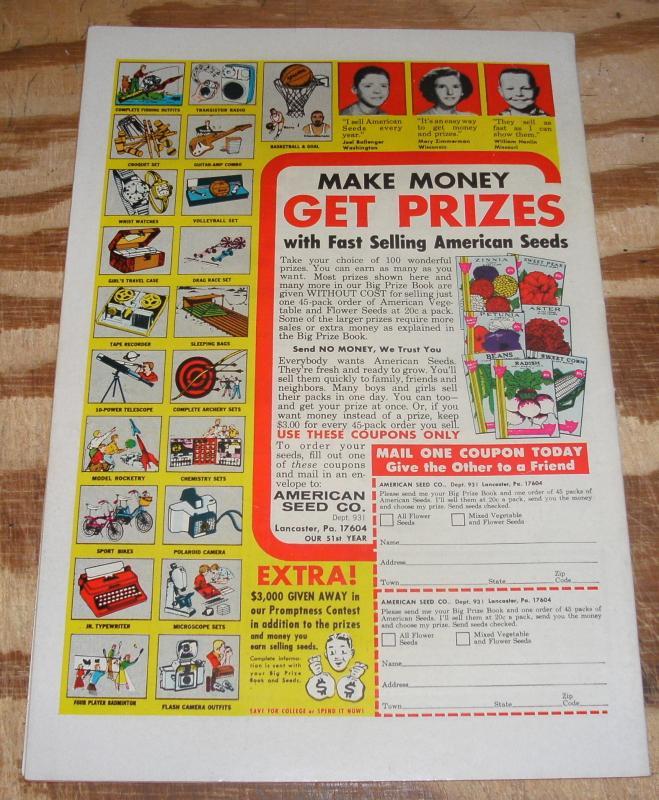 COMPLETE FISHING OUTFITS
TRANSISTOR RADIO
BASKETBALL & GOAL
CROQUET SET
GUITAR-AMP COMBO
WRIST WATCHES
VOLLEYBALL SET
GIRL'S TRAVEL CASE
DRAG RACE SET
TAPE RECORDER
SLEEPING BAGS
10-POWER TELESCOPE
COMPLETE ARCHERY SETS
MODEL ROCKETRY
CHEMISTRY SETS
SPORT BIKES
POLAROID CAMERA
JR. TYPEWRITER
MICROSCOPE SETS
FOUR PLAYER BADMINTON
FLASH CAMERA OUTFITS
"I sell American
Seeds every
year."
Joel Ballenger
Washington
"It's an easy way
to get money
and prizes."
Mary Zimmerman
Wisconsin
"They sell as
fast as I can
show them."
William Hamlin
Missouri
MAKE MONEY
GET PRIZES
with Fast Selling American Seeds
Take your choice of 100 wonderful
prizes. You can earn as many as you
want. Most prizes shown here and
many more in our Big Prize Book are
given WITHOUT COST for selling just
one 45-pack order of American Vege-
table and Flower Seeds at 20c a pack.
Some of the larger prizes require more
sales or extra money as explained in
the Big Prize Book.
Send NO MONEY, We Trust You
Everybody wants American Seeds.
They're fresh and ready to grow. You'll
sell them quickly to family, friends and
neighbors. Many boys and girls sell
their packs in one day. You can too—
and get your prize at once. Or, if you
want money instead of a prize, keep
$3.00 for every 45-pack order you sell.
ZINNIA
SWEET PEAS
PETUNIA
ASTER
BEANS
RADISH
SWEET CORN
USE THESE COUPONS ONLY
To order your
seeds, fill out one
of these coupons
and mail in an en-
velope to:
AMERICAN
SEED CO.
Dept. 931
Lancaster, Pa. 17604
OUR 51ST YEAR
MAIL ONE COUPON TODAY
Give the Other to a Friend
AMERICAN SEED CO., Dept. 931 Lancaster, Pa. 17604
Please send me your Big Prize Book and one order of 45 packs of
American Seeds. I'll sell them at 20c a pack, send you the money
and choose my prize. Send seeds checked.
All Flower
Seeds
Mixed Vegetable
and Flower Seeds
Name
Address
Town State Zip Code
AMERICAN SEED CO., Dept. 931 Lancaster, Pa. 17604
Please send me your Big Prize Book and one order of 45 packs of
American Seeds. I'll sell them at 20c a pack, send you the money
and choose my prize. Send seeds checked.
All Flower
Seeds
Mixed Vegetable
and Flower Seeds
Name
Address
Town State Zip Code
EXTRA!
$3,000 GIVEN AWAY in
our Promptness Contest
in addition to the prizes
and money you
earn selling seeds.
Complete informa-
tion is sent with
your Big Prize
Book and Seeds.
$ $
SAVE FOR COLLEGE or SPEND IT NOW!